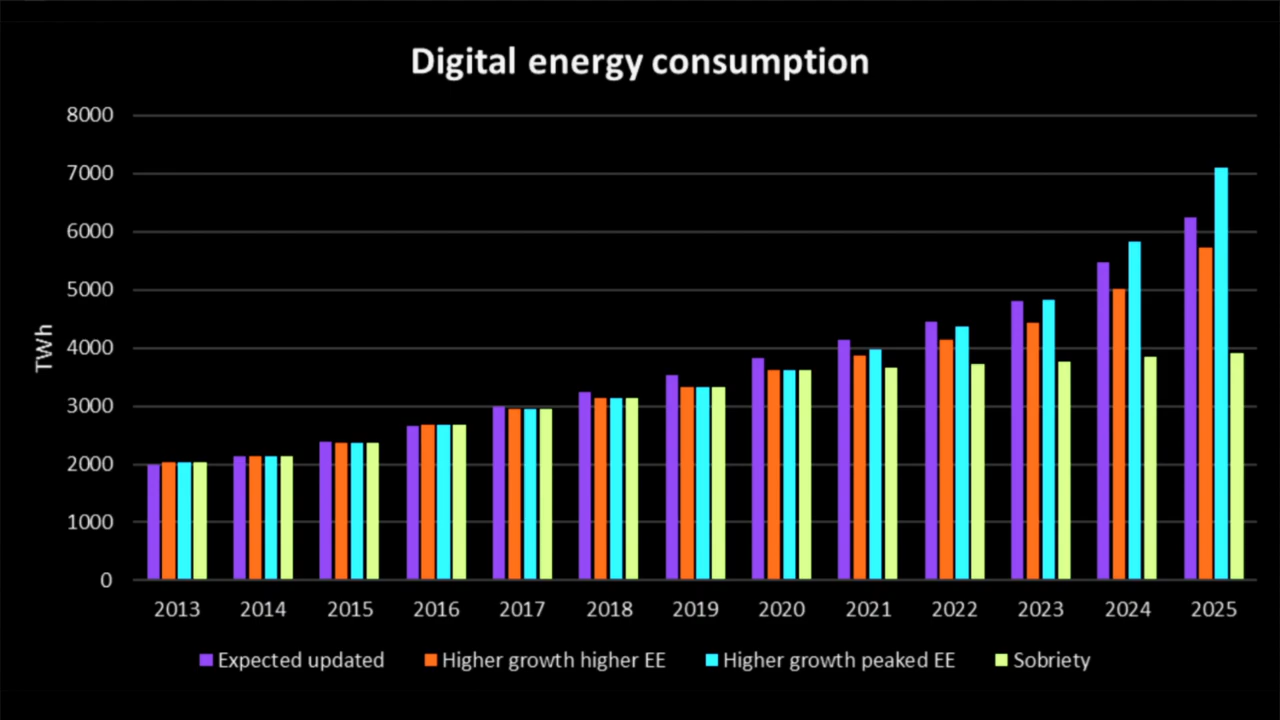 Digital energy consumption
8000
7000
6000
5000
4000
3000
2000
1000
0
TWh
2013 2014 2015 2016 2017 2018 2019 2020 2021 2022 2023 2024 2025
Expected updated Higher growth higher EE Higher growth peaked EE Sobriety